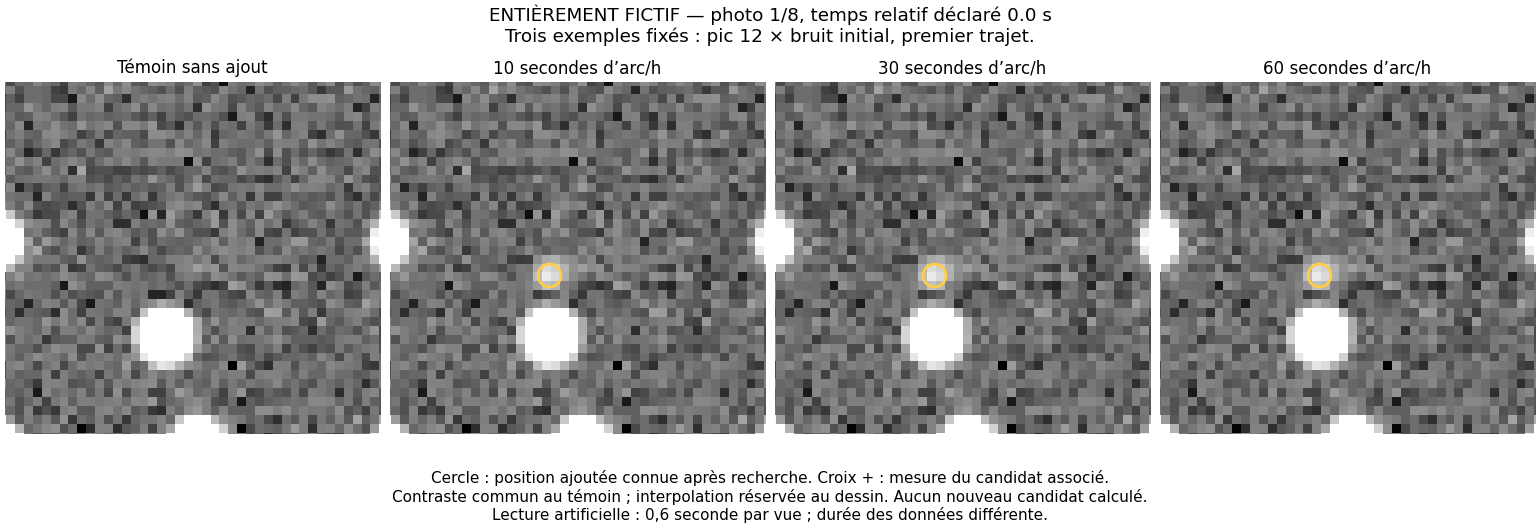 ENTIÈREMENT FICTIF — photo 1/8, temps relatif déclaré 0.0 s
Trois exemples fixés : pic 12 × bruit initial, premier trajet.
Témoin sans ajout
10 secondes d’arc/h
30 secondes d’arc/h
60 secondes d’arc/h
Cercle : position ajoutée connue après recherche. Croix + : mesure du candidat associé.
Contraste commun au témoin ; interpolation réservée au dessin. Aucun nouveau candidat calculé.
Lecture artificielle : 0,6 seconde par vue ; durée des données différente.